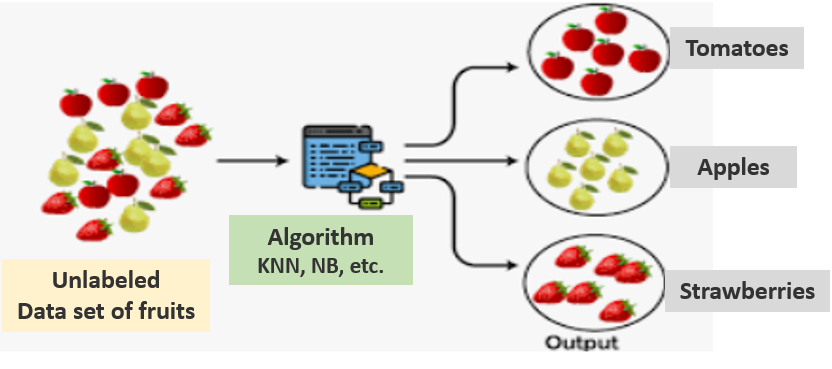 Tomatoes
Apples
Algorithm
KNN, NB, etc.
Unlabeled
Data set of fruits
Strawberries
Output